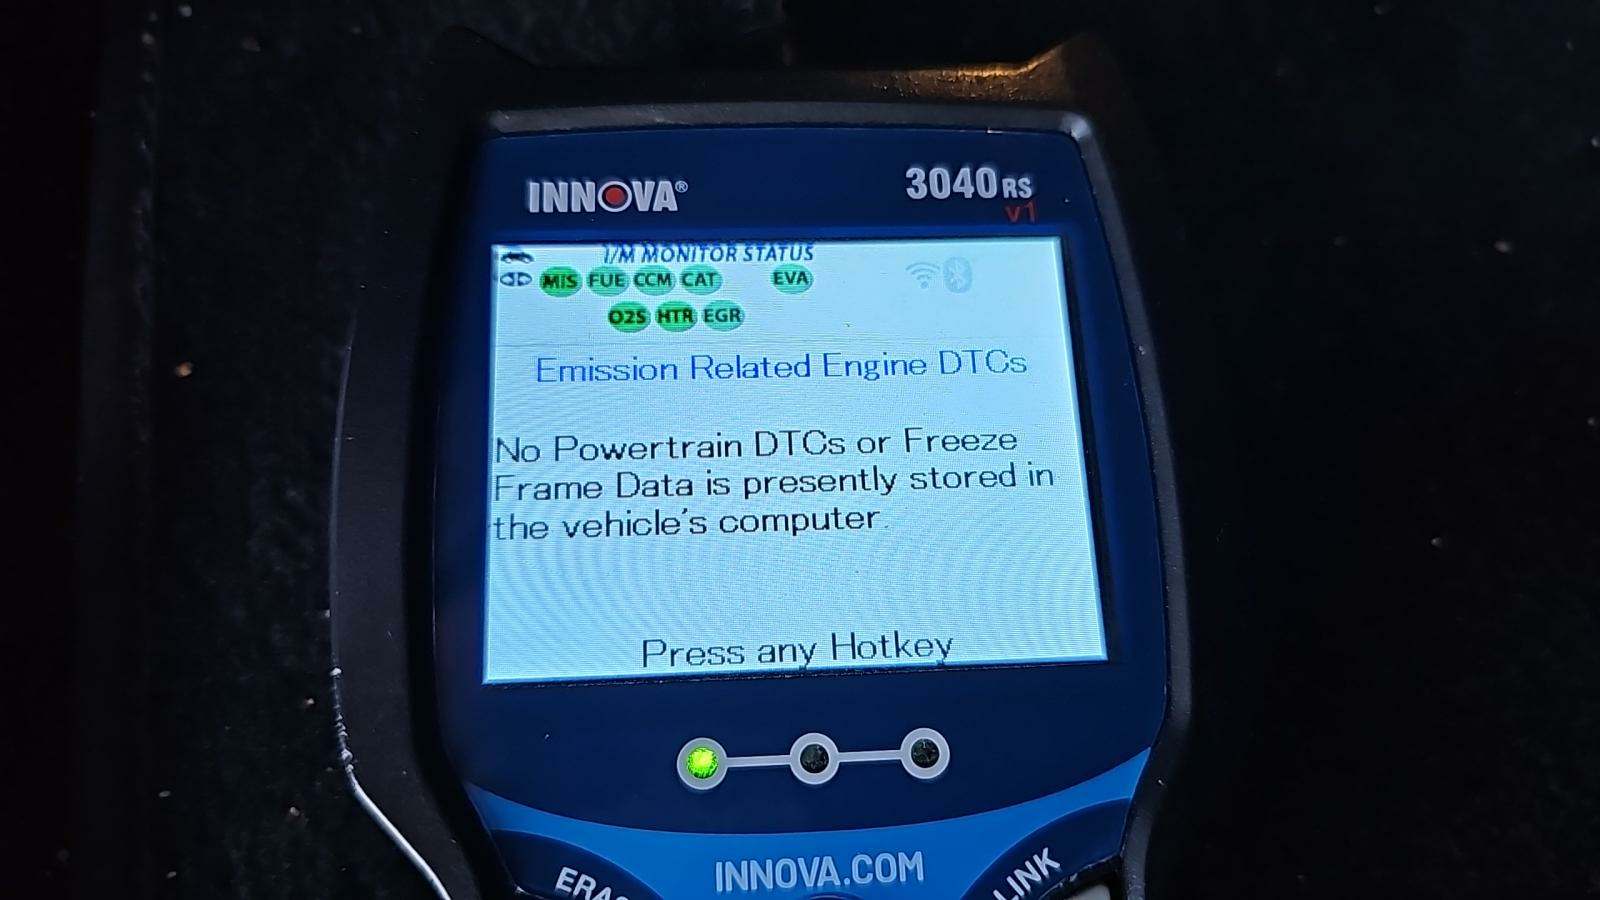 INNOVA®
3040RS
v1
I/M MONITOR STATUS
MIS FUE CCM CAT EVA
O2S HTR EGR
Emission Related Engine DTCs
No Powertrain DTCs or Freeze
Frame Data is presently stored in
the vehicle's computer.
Press any Hotkey
INNOVA.COM
ERAS
LINK